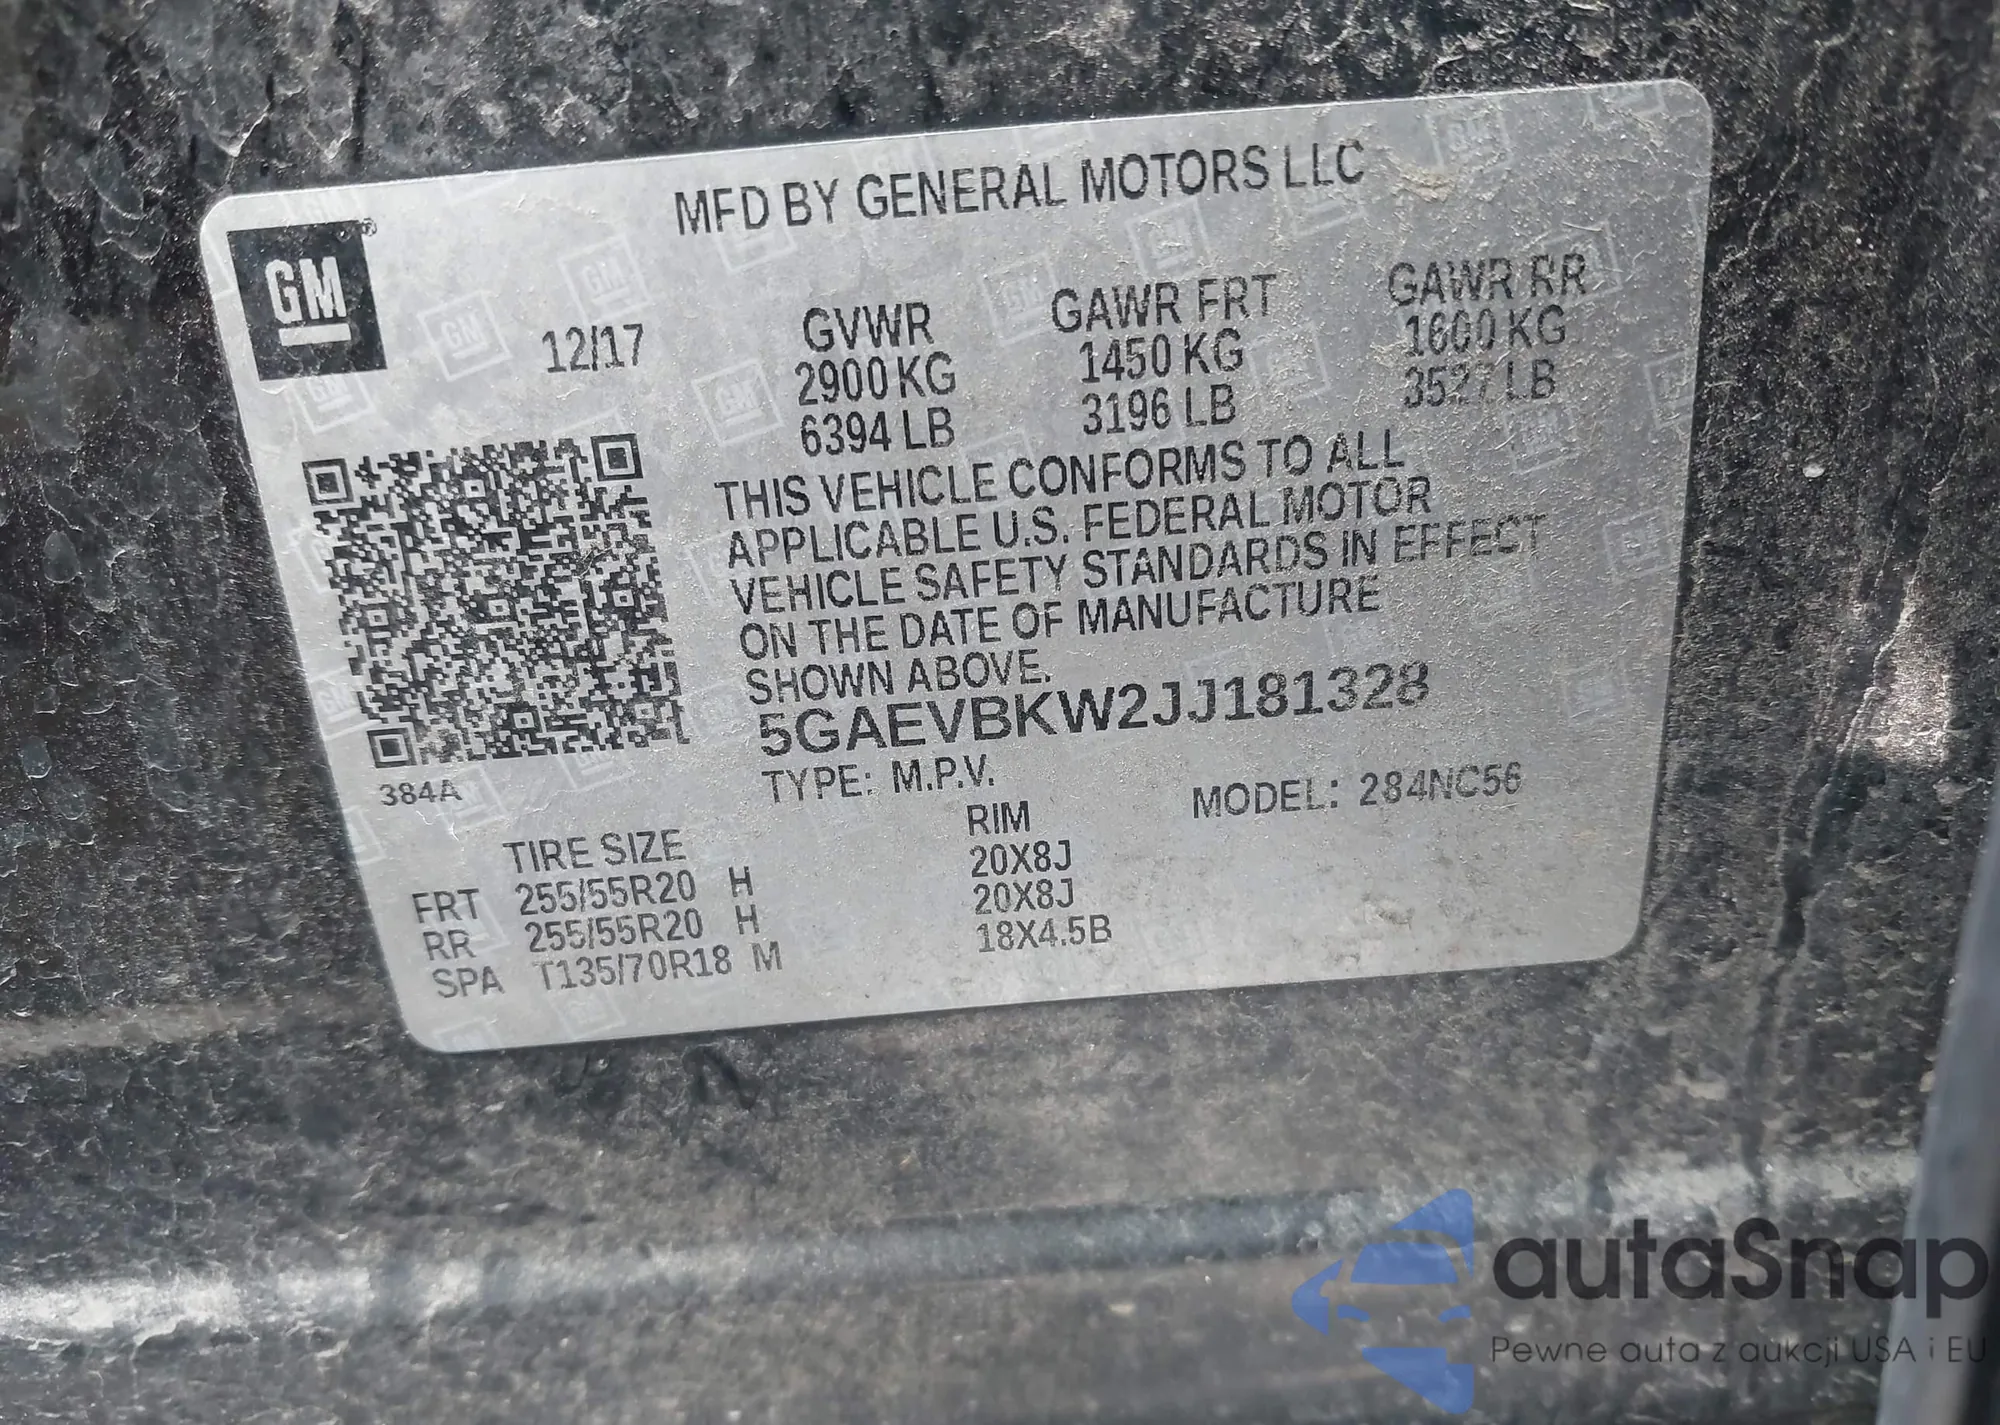 MFD BY GENERAL MOTORS LLC
GM
12/17
GVWR GAWR FRT GAWR RR
2900 KG 1450 KG 1600 KG
6394 LB 3196 LB 3527 LB
THIS VEHICLE CONFORMS TO ALL
APPLICABLE U.S. FEDERAL MOTOR
VEHICLE SAFETY STANDARDS IN EFFECT
ON THE DATE OF MANUFACTURE
SHOWN ABOVE.
5GAEVBKW2JJ181328
TYPE: M.P.V. MODEL: 284NC56
384A
TIRE SIZE RIM
FRT 255/55R20 H 20X8J
RR 255/55R20 H 20X8J
SPA T135/70R18 M 18X4.5B
autaSnap
Pewne auta z aukcji USA i EU